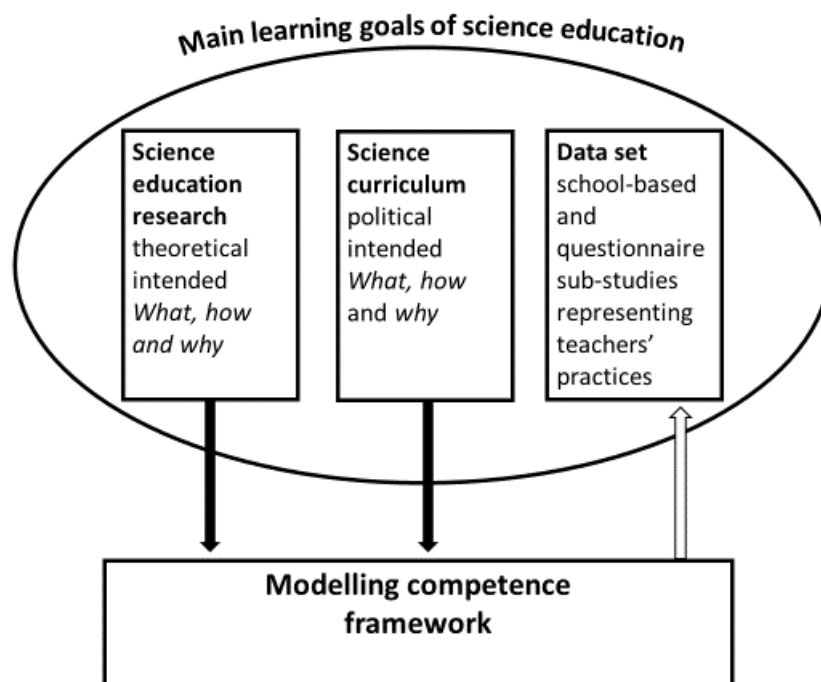 Main learning goals of science education
Science
education
research
theoretical
intended
What, how
and why
Science
curriculum
political
intended
What, how
and why
Data set
school-based
and
questionnaire
sub-studies
representing
teachers'
practices
Modelling competence
framework